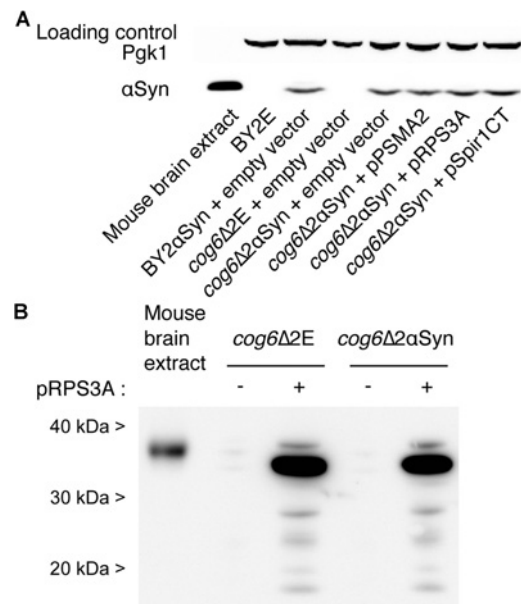 A
Loading control
Pgk1
αSyn
Mouse brain extract
BY2E
BY2αSyn + empty vector
cog6Δ2E + empty vector
cog6Δ2αSyn + empty vector
cog6Δ2αSyn + pPSMA2
cog6Δ2αSyn + pRPS3A
cog6Δ2αSyn + pSpir1CT
B
Mouse
brain
extract
cog6Δ2E cog6Δ2αSyn
pRPS3A : - + - +
40 kDa >
30 kDa >
20 kDa >